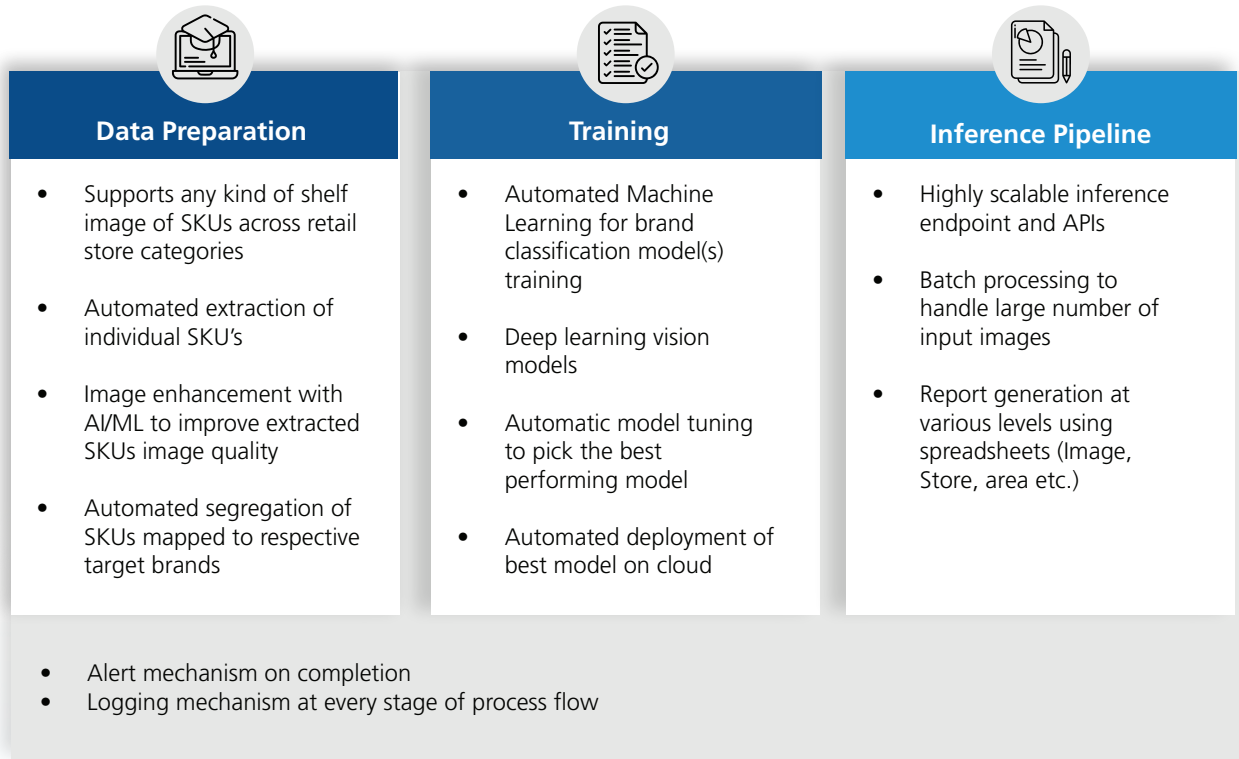 Data Preparation
• Supports any kind of shelf
image of SKUs across retail
store categories
• Automated extraction of
individual SKU's
• Image enhancement with
AI/ML to improve extracted
SKUs image quality
• Automated segregation of
SKUs mapped to respective
target brands
Training
• Automated Machine
Learning for brand
classification model(s)
training
• Deep learning vision
models
• Automatic model tuning
to pick the best
performing model
• Automated deployment of
best model on cloud
Inference Pipeline
• Highly scalable inference
endpoint and APIs
• Batch processing to
handle large number of
input images
• Report generation at
various levels using
spreadsheets (Image,
Store, area etc.)
• Alert mechanism on completion
• Logging mechanism at every stage of process flow